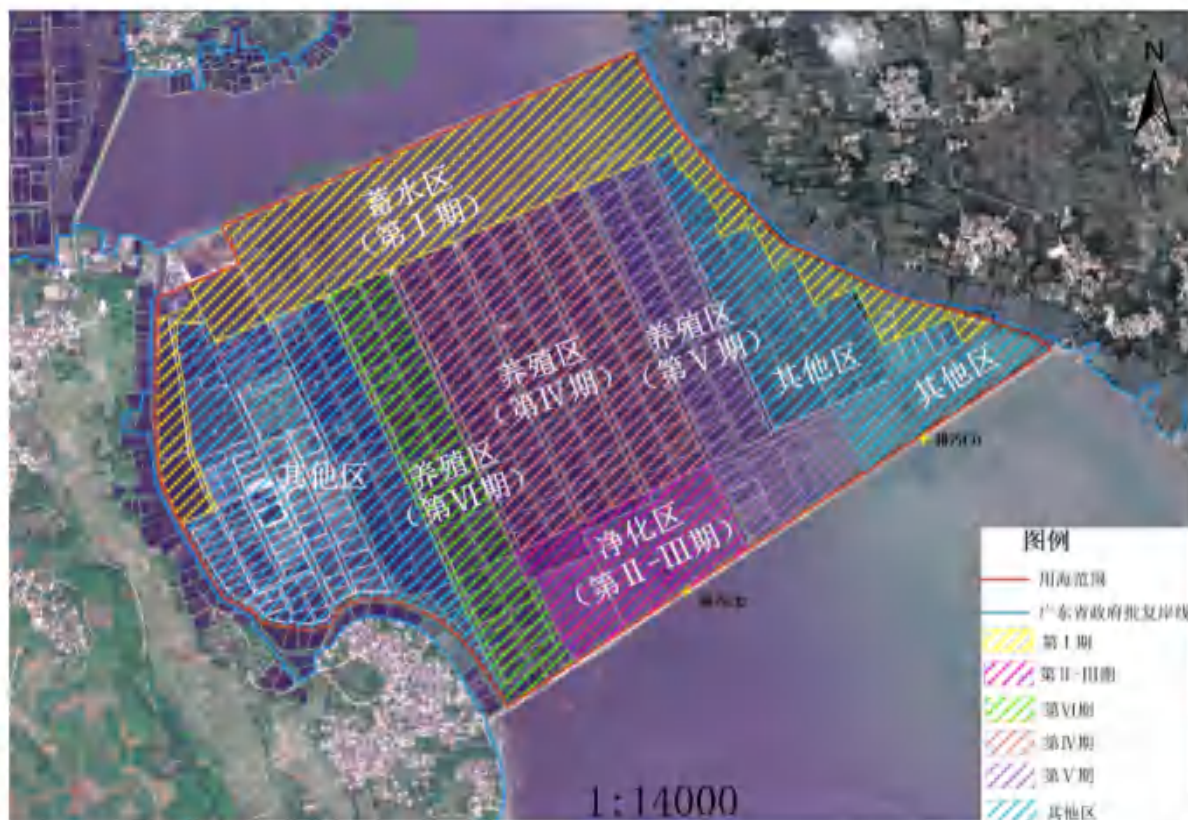 N
蓄水区
（第Ⅰ期）
养殖区
（第Ⅴ期）
养殖区
（第Ⅳ期）
其他区
其他区
其他区
养殖区
（第Ⅵ期）
净化区
（第Ⅱ-Ⅲ期）
图例
用海范围
广东省政府批复岸线
第Ⅰ期
第Ⅱ-Ⅲ期
第Ⅵ期
第Ⅳ期
第Ⅴ期
其他区
1:14000